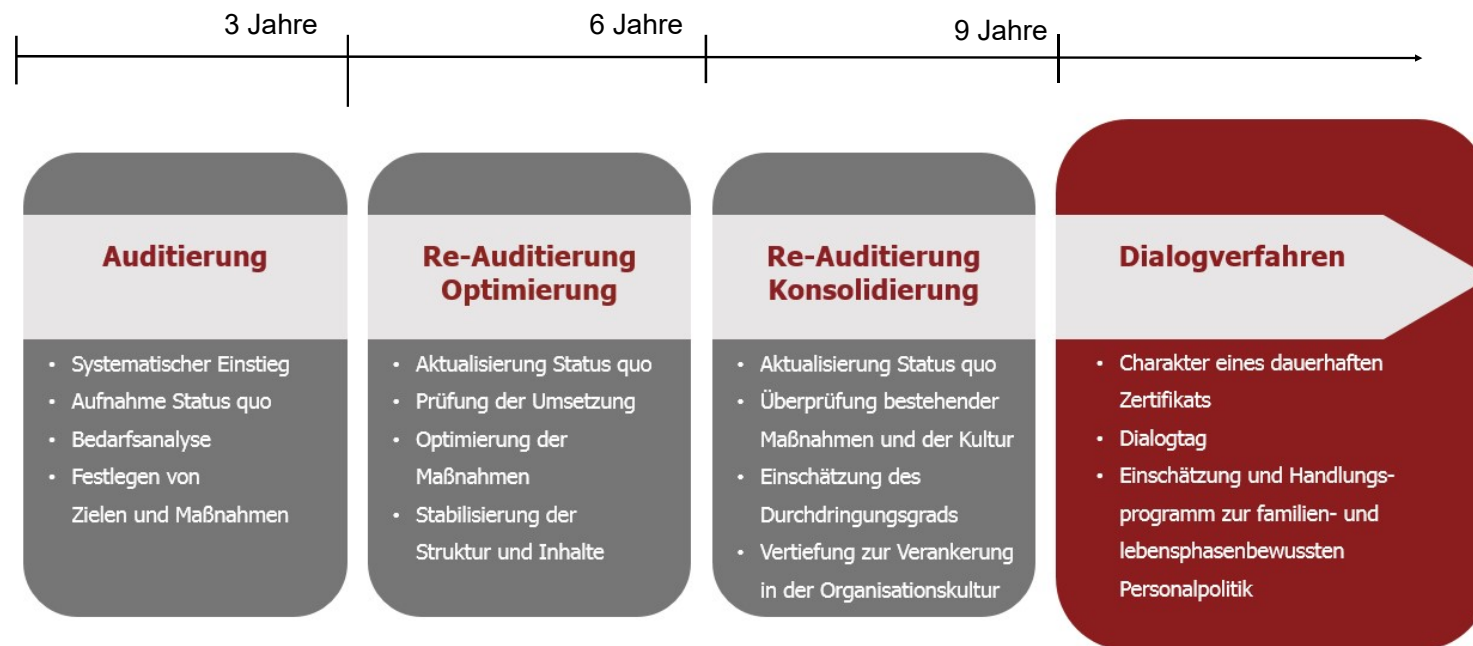 3 Jahre
6 Jahre
9 Jahre
Auditierung
• Systematischer Einstieg
• Aufnahme Status quo
• Bedarfsanalyse
• Festlegen von
Zielen und Maßnahmen
Re-Auditierung
Optimierung
• Aktualisierung Status quo
• Prüfung der Umsetzung
• Optimierung der
Maßnahmen
• Stabilisierung der
Struktur und Inhalte
Re-Auditierung
Konsolidierung
• Aktualisierung Status quo
• Überprüfung bestehender
Maßnahmen und der Kultur
• Einschätzung des
Durchdringungsgrads
• Vertiefung zur Verankerung
in der Organisationskultur
Dialogverfahren
• Charakter eines dauerhaften
Zertifikats
• Dialogtag
• Einschätzung und Handlungs-
programm zur familien- und
lebensphasenbewussten
Personalpolitik